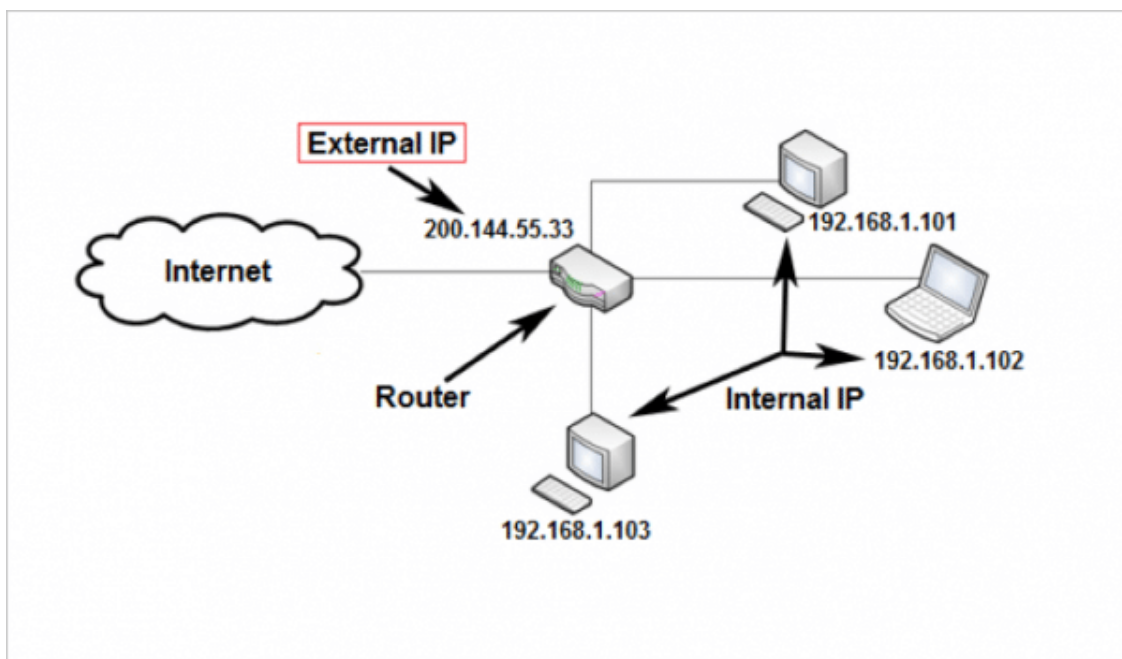 External IP
200.144.55.33
192.168.1.101
Internet
192.168.1.102
Router
Internal IP
192.168.1.103